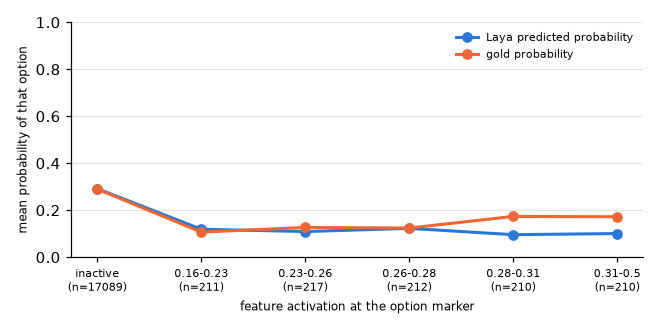 mean probability of that option
1.0
0.8
0.6
0.4
0.2
0.0
Laya predicted probability
gold probability
inactive
(n=17089)
0.16-0.23
(n=211)
0.23-0.26
(n=217)
0.26-0.28
(n=212)
0.28-0.31
(n=210)
0.31-0.5
(n=210)
feature activation at the option marker